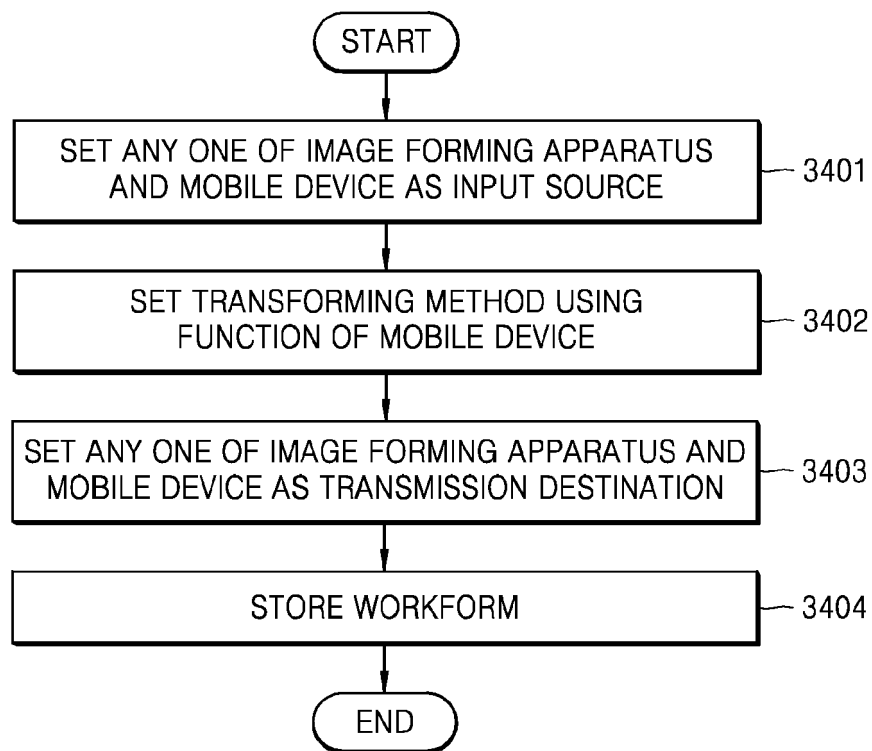 START
SET ANY ONE OF IMAGE FORMING APPARATUS
AND MOBILE DEVICE AS INPUT SOURCE
3401
SET TRANSFORMING METHOD USING
FUNCTION OF MOBILE DEVICE
3402
SET ANY ONE OF IMAGE FORMING APPARATUS AND
MOBILE DEVICE AS TRANSMISSION DESTINATION
3403
STORE WORKFORM
3404
END